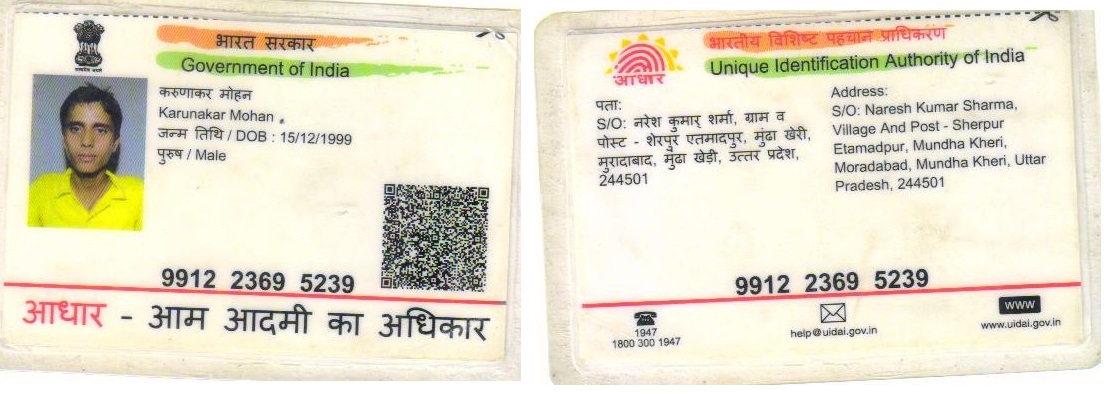 भारत सरकार
Government of India
करुणाकर मोहन
Karunakar Mohan
जन्म तिथि / DOB : 15/12/1999
पुरुष / Male
9912 2369 5239
आधार - आम आदमी का अधिकार
भारतीय विशिष्ट पहचान प्राधिकरण
Unique Identification Authority of India
आधार
पता:
S/O: नरेश कुमार शर्मा, ग्राम व
पोस्ट - शेरपुर एतमादपुर, मुंढा खेरी,
मुरादाबाद, मुंढा खेड़ी, उत्तर प्रदेश,
244501
Address:
S/O: Naresh Kumar Sharma,
Village And Post - Sherpur
Etamadpur, Mundha Kheri,
Moradabad, Mundha Kheri, Uttar
Pradesh, 244501
9912 2369 5239
1947
1800 300 1947
help@uidai.gov.in
www
www.uidai.gov.in